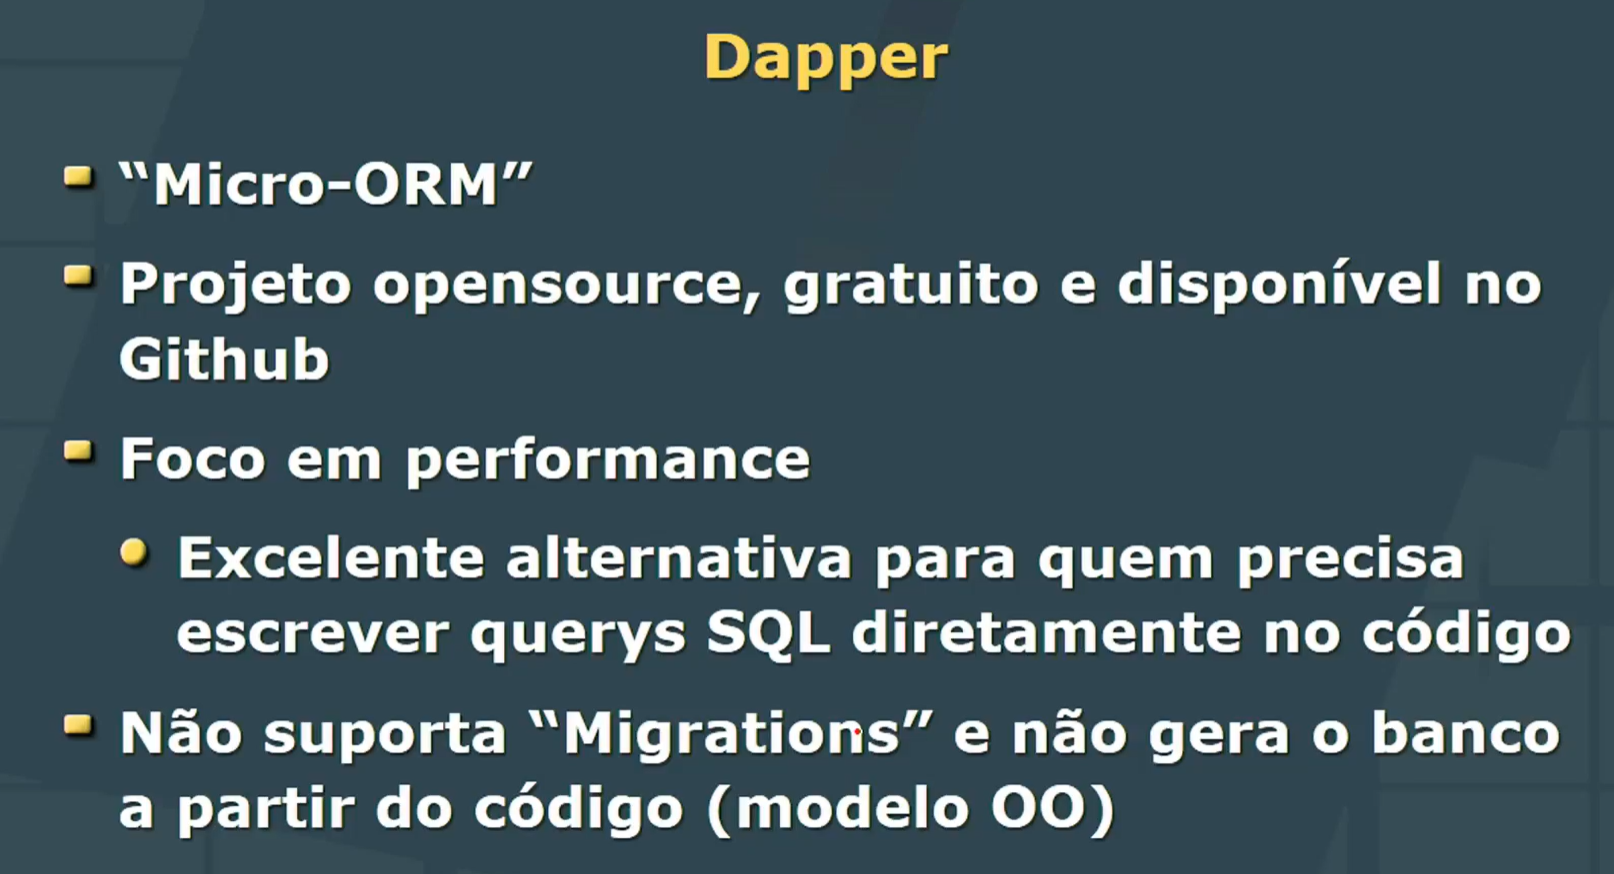 Dapper
“Micro-ORM”
Projeto opensource, gratuito e disponível no
Github
Foco em performance
Excelente alternativa para quem precisa
escrever querys SQL diretamente no código
Não suporta “Migrations” e não gera o banco
a partir do código (modelo OO)